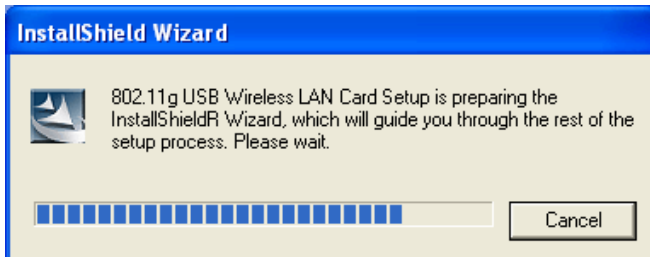 InstallShield Wizard
802.11g USB Wireless LAN Card Setup is preparing the
InstallShieldR Wizard, which will guide you through the rest of the
setup process. Please wait.
Cancel